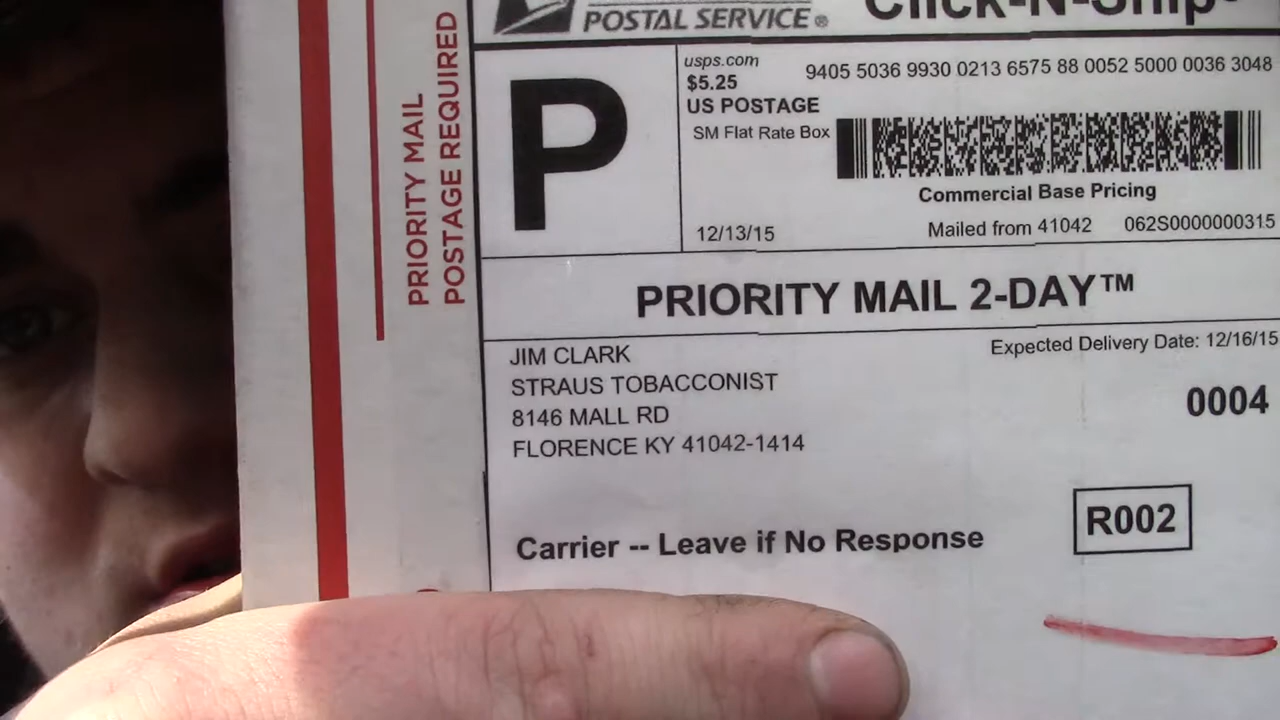 POSTAL SERVICE®
Click-N-Ship®
PRIORITY MAIL
POSTAGE REQUIRED
P
usps.com
$5.25
US POSTAGE
SM Flat Rate Box
12/13/15
9405 5036 9930 0213 6575 88 0052 5000 0036 3048
Commercial Base Pricing
Mailed from 41042 062S0000000315
PRIORITY MAIL 2-DAY™
JIM CLARK
STRAUS TOBACCONIST
8146 MALL RD
FLORENCE KY 41042-1414
Expected Delivery Date: 12/16/15
0004
R002
Carrier -- Leave if No Response